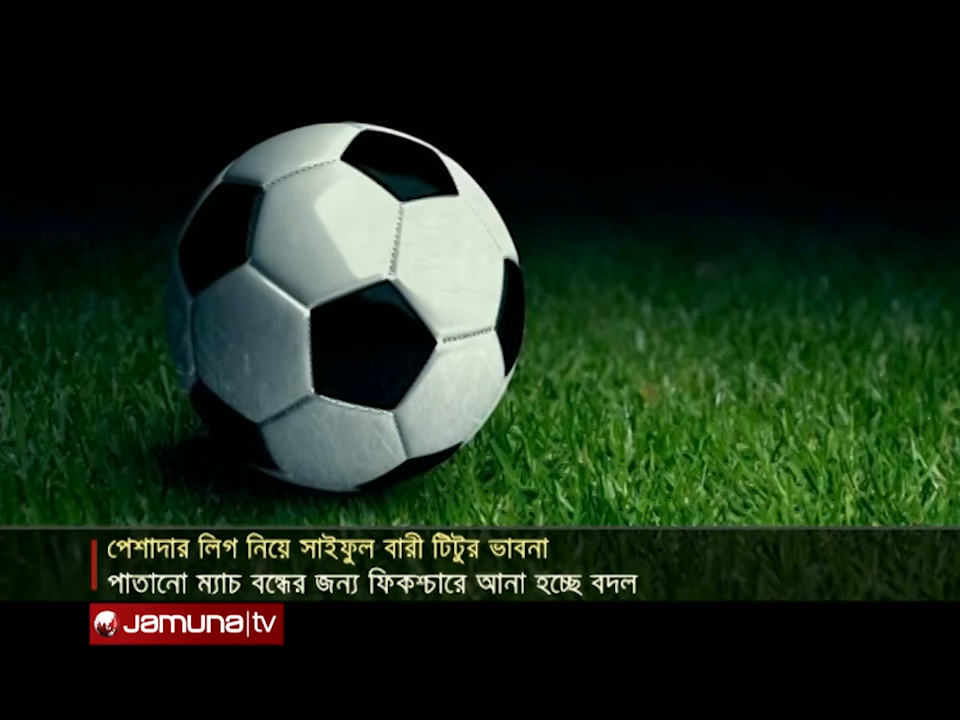 পেশাদার লিগ নিয়ে সাইফুল বারী টিটুর ভাবনা
পাতানো ম্যাচ বন্ধের জন্য ফিকশ্চারে আনা হচ্ছে বদল
Jamuna|tv